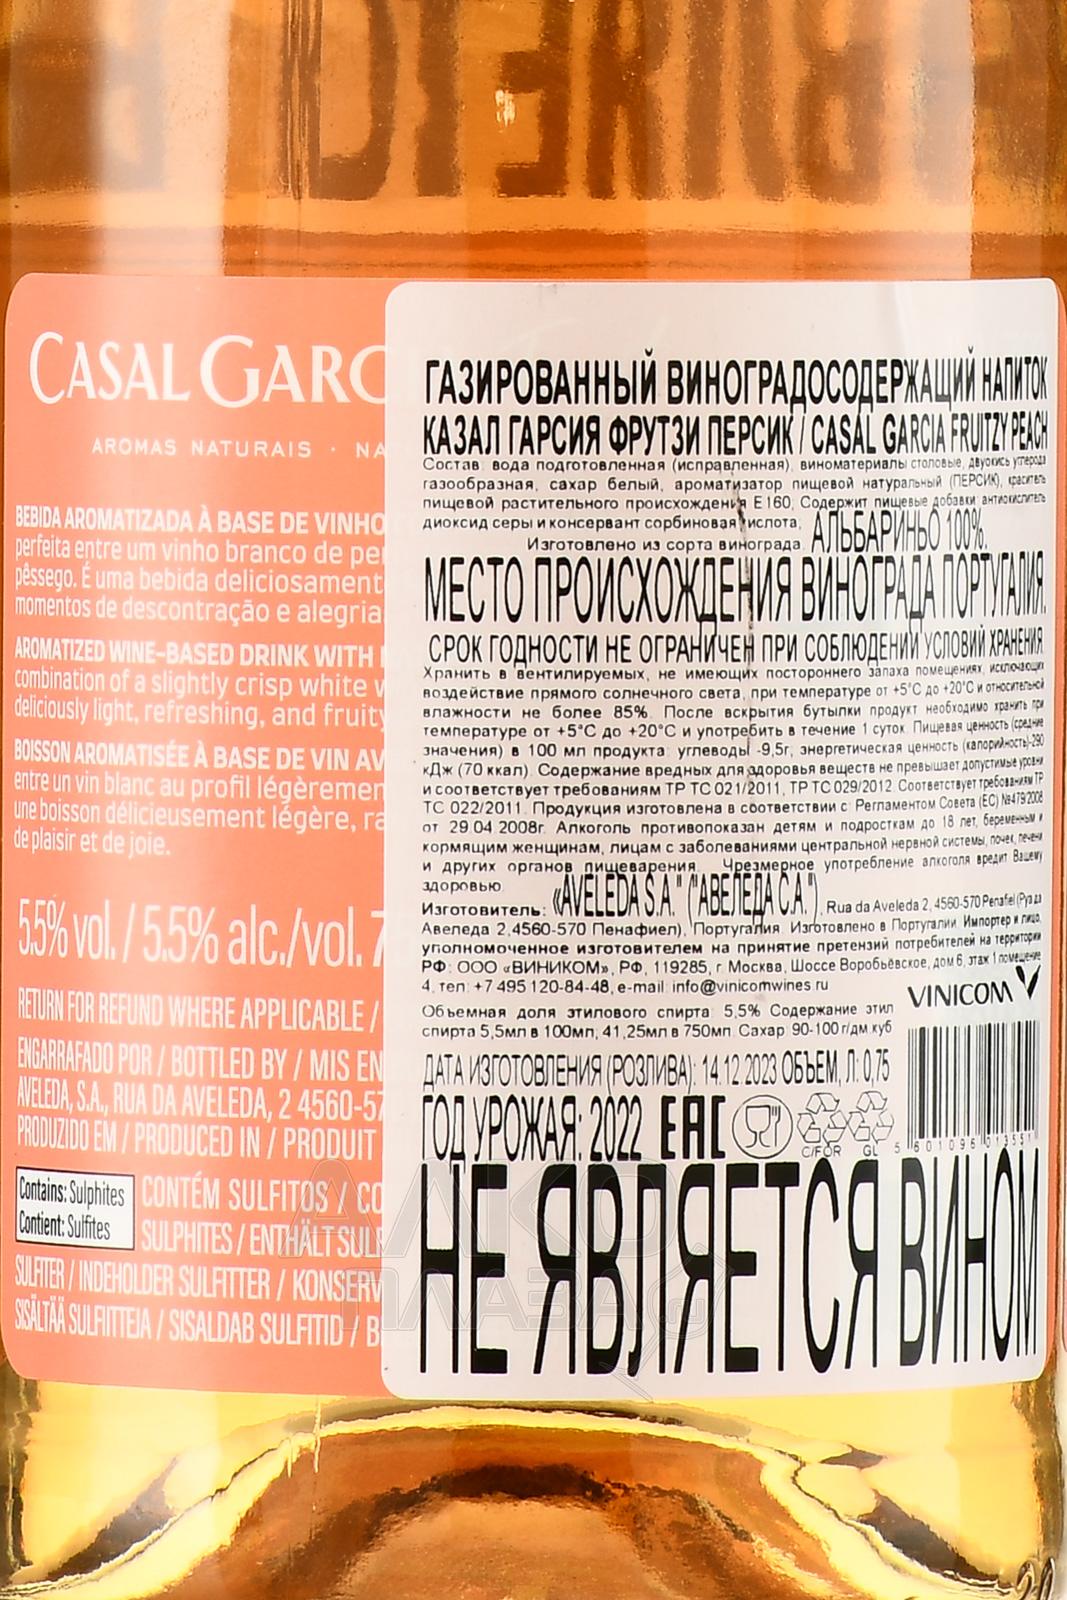 CASAL GARC
AROMAS NATURAIS · NA
BEBIDA AROMATIZADA À BASE DE VINHO
perfeita entre um vinho branco de per
pêssego. É uma bebida deliciosament
momentos de descontração e alegria
AROMATIZED WINE-BASED DRINK WITH
combination of a slightly crisp white w
deliciously light, refreshing, and fruity
BOISSON AROMATISÉE À BASE DE VIN AV
entre un vin blanc au profil légèremen
une boisson délicieusement légère, ra
de plaisir et de joie.
5.5% vol. / 5.5% alc./vol. 7
RETURN FOR REFUND WHERE APPLICABLE /
ENGARRAFADO POR / BOTTLED BY / MIS EN
AVELEDA, S.A., RUA DA AVELEDA, 2 4560-57
PRODUZIDO EM / PRODUCED IN / PRODUIT
Contains: Sulphites
Contient: Sulfites
CONTÉM SULFITOS / CO
SULPHITES / ENTHÄLT SULF
SULFITER / INDEHOLDER SULFITTER / KONSERV
SISÄLTÄÄ SULFIITTEJA / SISALDAB SULFITID / B
ГАЗИРОВАННЫЙ ВИНОГРАДОСОДЕРЖАЩИЙ НАПИТОК
КАЗАЛ ГАРСИЯ ФРУТЗИ ПЕРСИК / CASAL GARCIA FRUITZY PEACH
Состав: вода подготовленная (исправленная), виноматериалы столовые, двуокись углерода
газообразная, сахар белый, ароматизатор пищевой натуральный (ПЕРСИК), краситель
пищевой растительного происхождения E160; Содержит пищевые добавки: антиокислитель
диоксид серы и консервант сорбиновая кислота;
Изготовлено из сорта винограда: АЛЬБАРИНЬО 100%.
МЕСТО ПРОИСХОЖДЕНИЯ ВИНОГРАДА ПОРТУГАЛИЯ.
СРОК ГОДНОСТИ НЕ ОГРАНИЧЕН ПРИ СОБЛЮДЕНИИ УСЛОВИЙ ХРАНЕНИЯ
Хранить в вентилируемых, не имеющих постороннего запаха помещениях, исключающих
воздействие прямого солнечного света, при температуре от +5°C до +20°C и относительной
влажности не более 85%. После вскрытия бутылки продукт необходимо хранить при
температуре от +5°C до +20°C и употребить в течение 1 суток. Пищевая ценность (средние
значения) в 100 мл продукта: углеводы -9,5г, энергетическая ценность (калорийность)-290
кДж (70 ккал). Содержание вредных для здоровья веществ не превышает допустимые уровни
и соответствует требованиям ТР ТС 021/2011, ТР ТС 029/2012. Соответствует требованиям ТР
ТС 022/2011. Продукция изготовлена в соответствии с: Регламентом Совета (ЕС) №479/2008
от 29.04.2008г. Алкоголь противопоказан детям и подросткам до 18 лет, беременным и
кормящим женщинам, лицам с заболеваниями центральной нервной системы, почек, печени
и других органов пищеварения. Чрезмерное употребление алкоголя вредит Вашему
здоровью.
Изготовитель: «AVELEDA S.A." ("АВЕЛЕДА С.А."), Rua da Aveleda 2, 4560-570 Penafiel (Руа да
Авеледа 2,4560-570 Пенафиел), Португалия. Изготовлено в Португалии. Импортер и лицо,
уполномоченное изготовителем на принятие претензий потребителей на территории
РФ: ООО «ВИНИКОМ», РФ, 119285, г. Москва, Шоссе Воробьёвское, дом 6, этаж 1 помещение
4, тел: +7 495 120-84-48, e-mail: info@vinicomwines.ru
VINICOM
Объемная доля этилового спирта: 5,5% Содержание этил
спирта 5,5мл в 100мл; 41,25мл в 750мл. Сахар 90-100 г/дм.куб
ДАТА ИЗГОТОВЛЕНИЯ (РОЗЛИВА): 14.12.2023 ОБЪЕМ, Л: 0,75
ГОД УРОЖАЯ: 2022 EAC
C/FOR GL
5 601096 013551
НЕ ЯВЛЯЕТСЯ ВИНОМ
АЛКО
ПЛАЗА.ru